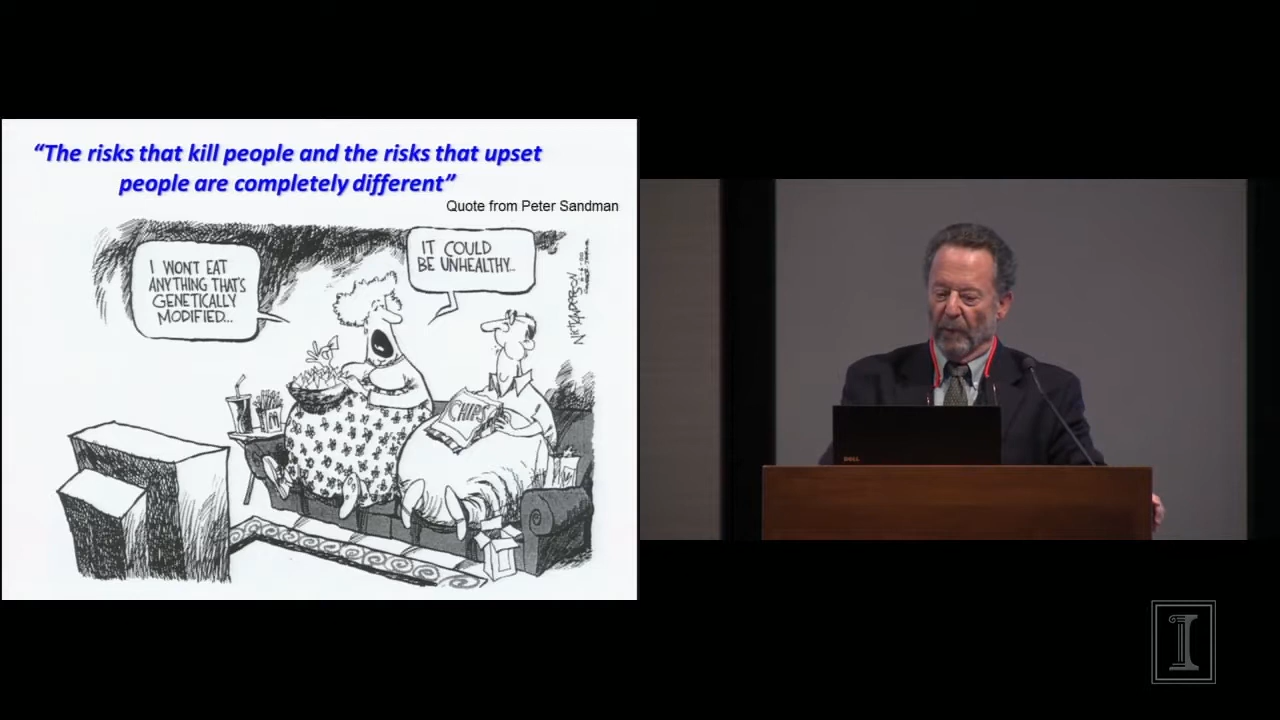 “The risks that kill people and the risks that upset
people are completely different”
Quote from Peter Sandman
I WON'T EAT
ANYTHING THAT'S
GENETICALLY
MODIFIED...
IT COULD
BE UNHEALTHY...
NICK ANDERSON
CHIPS
M
DELL
I